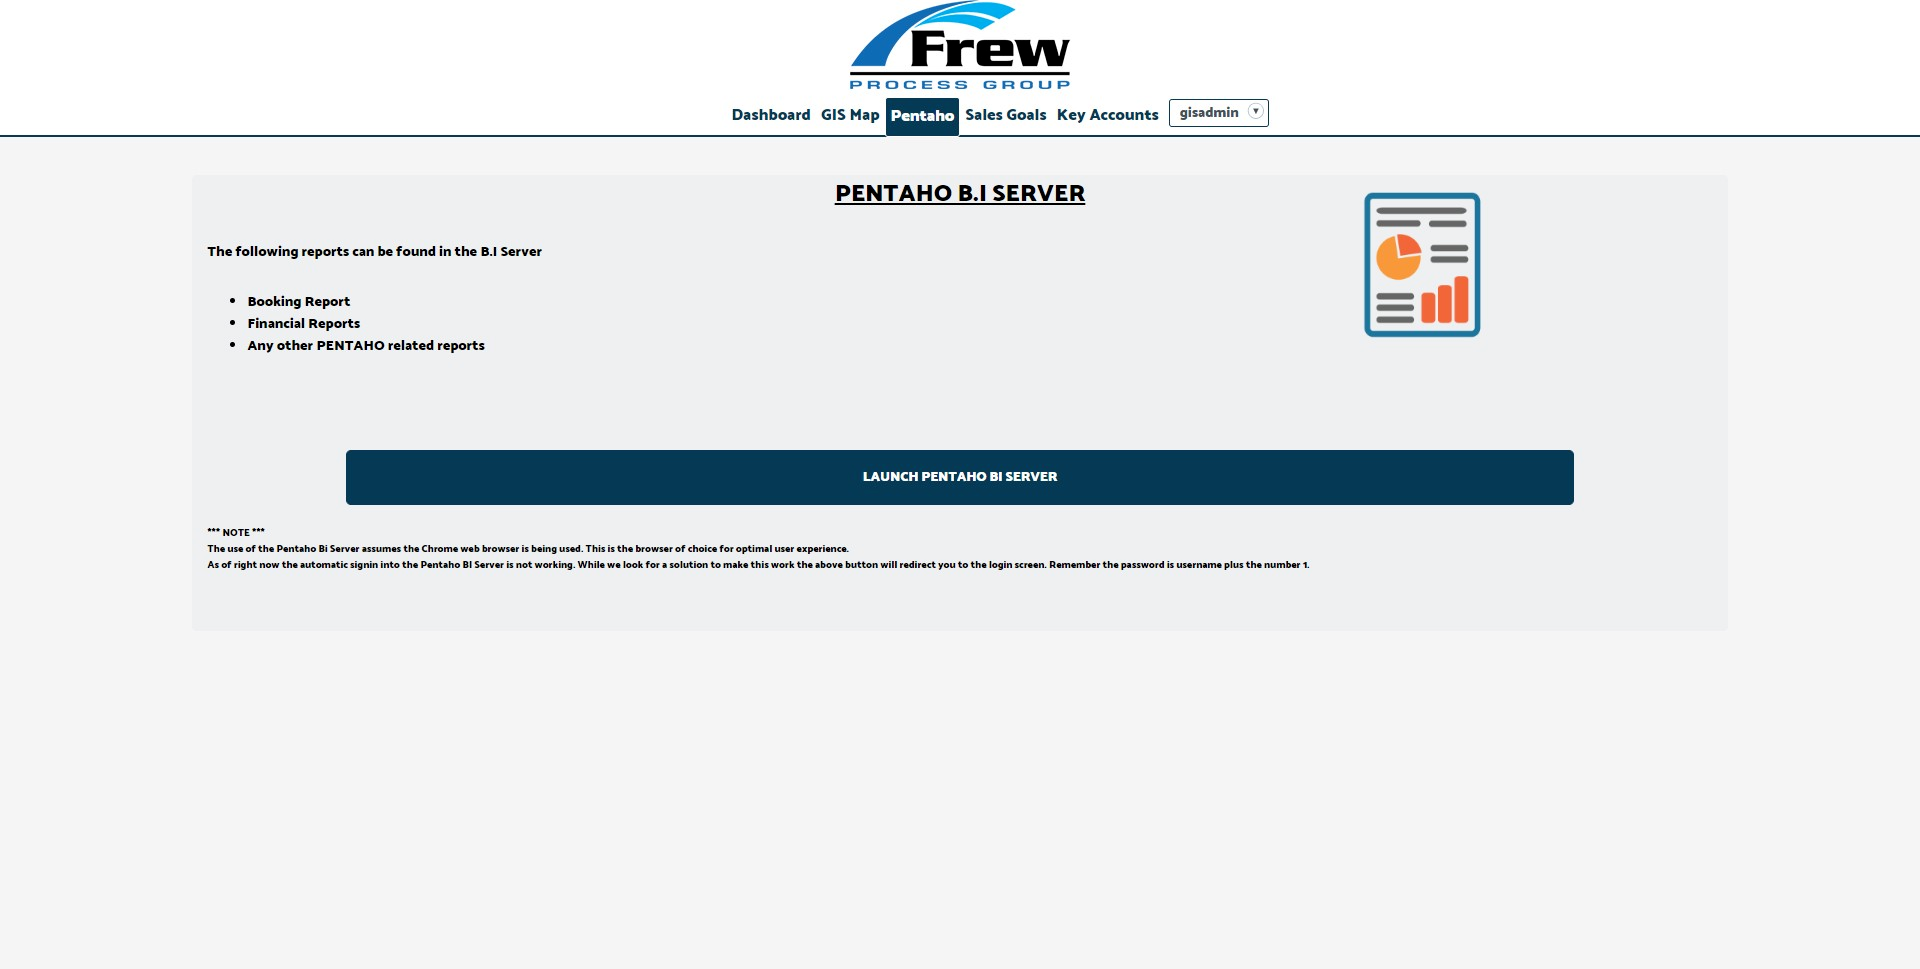 Frew
PROCESS GROUP
Dashboard GIS Map Pentaho Sales Goals Key Accounts gisadmin
PENTAHO B.I SERVER
The following reports can be found in the B.I Server
• Booking Report
• Financial Reports
• Any other PENTAHO related reports
LAUNCH PENTAHO BI SERVER
*** NOTE ***
The use of the Pentaho Bi Server assumes the Chrome web browser is being used. This is the browser of choice for optimal user experience.
As of right now the automatic signin into the Pentaho BI Server is not working. While we look for a solution to make this work the above button will redirect you to the login screen. Remember the password is username plus the number 1.